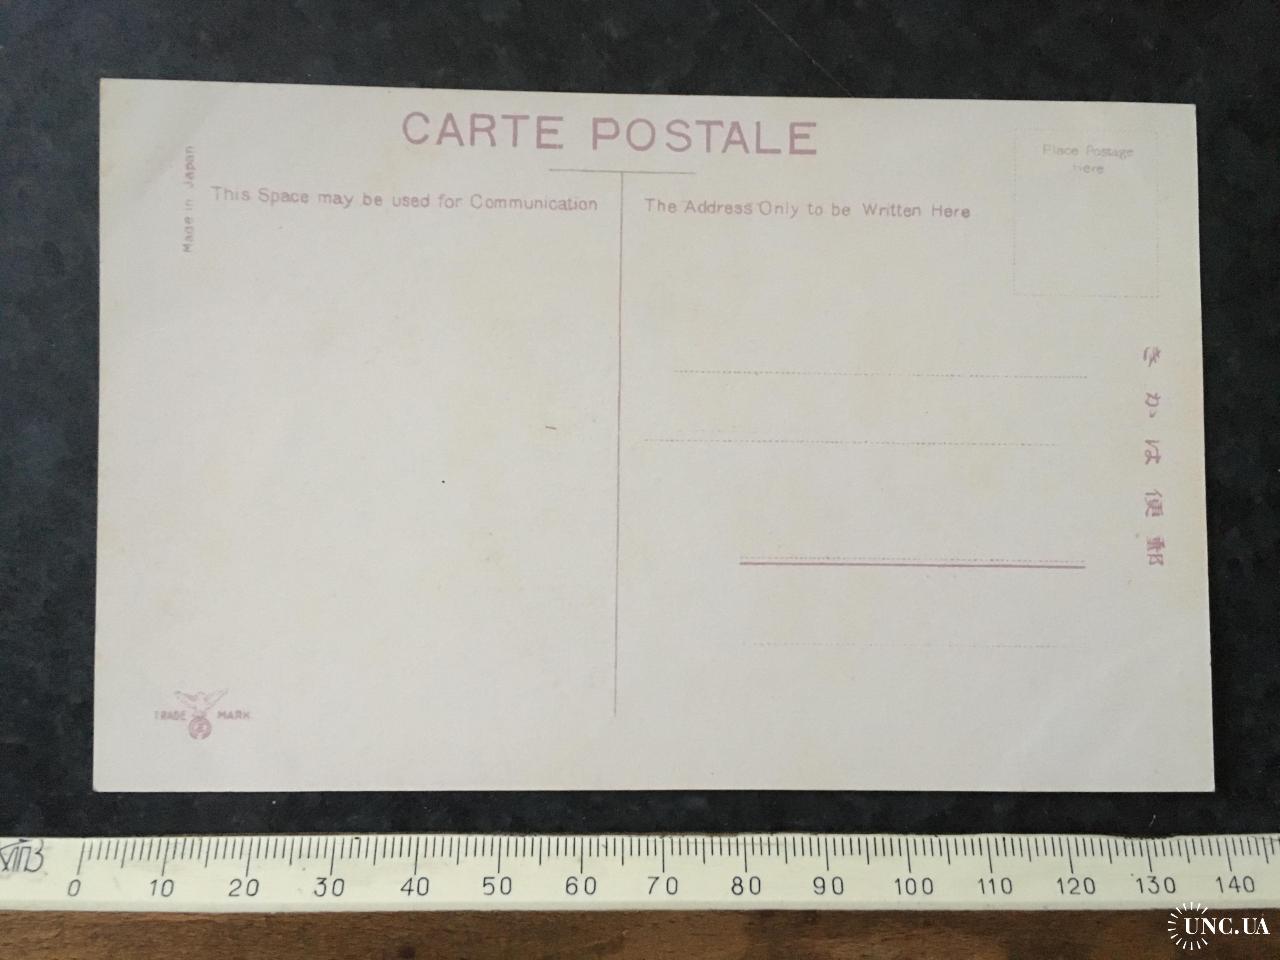 CARTE POSTALE
Made in Japan
This Space may be used for Communication
The Address Only to be Written Here
Place Postage
Here
きかは便郵
TRADE MARK
0 10 20 30 40 50 60 70 80 90 100 110 120 130 140
UNC.UA